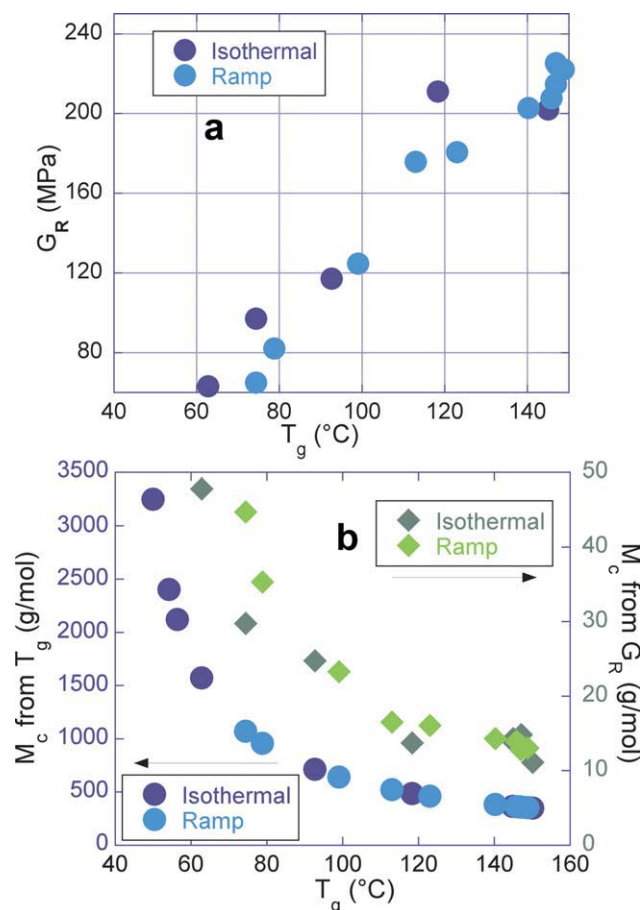 240
200
160
120
80
G_R (MPa)
Isothermal
Ramp
a
40 60 80 100 120 140
T_g (°C)
3500
3000
2500
2000
1500
1000
500
0
M_c from T_g (g/mol)
50
40
30
20
10
0
M_c from G_R (g/mol)
Isothermal
Ramp
b
Isothermal
Ramp
40 60 80 100 120 140 160
T_g (°C)